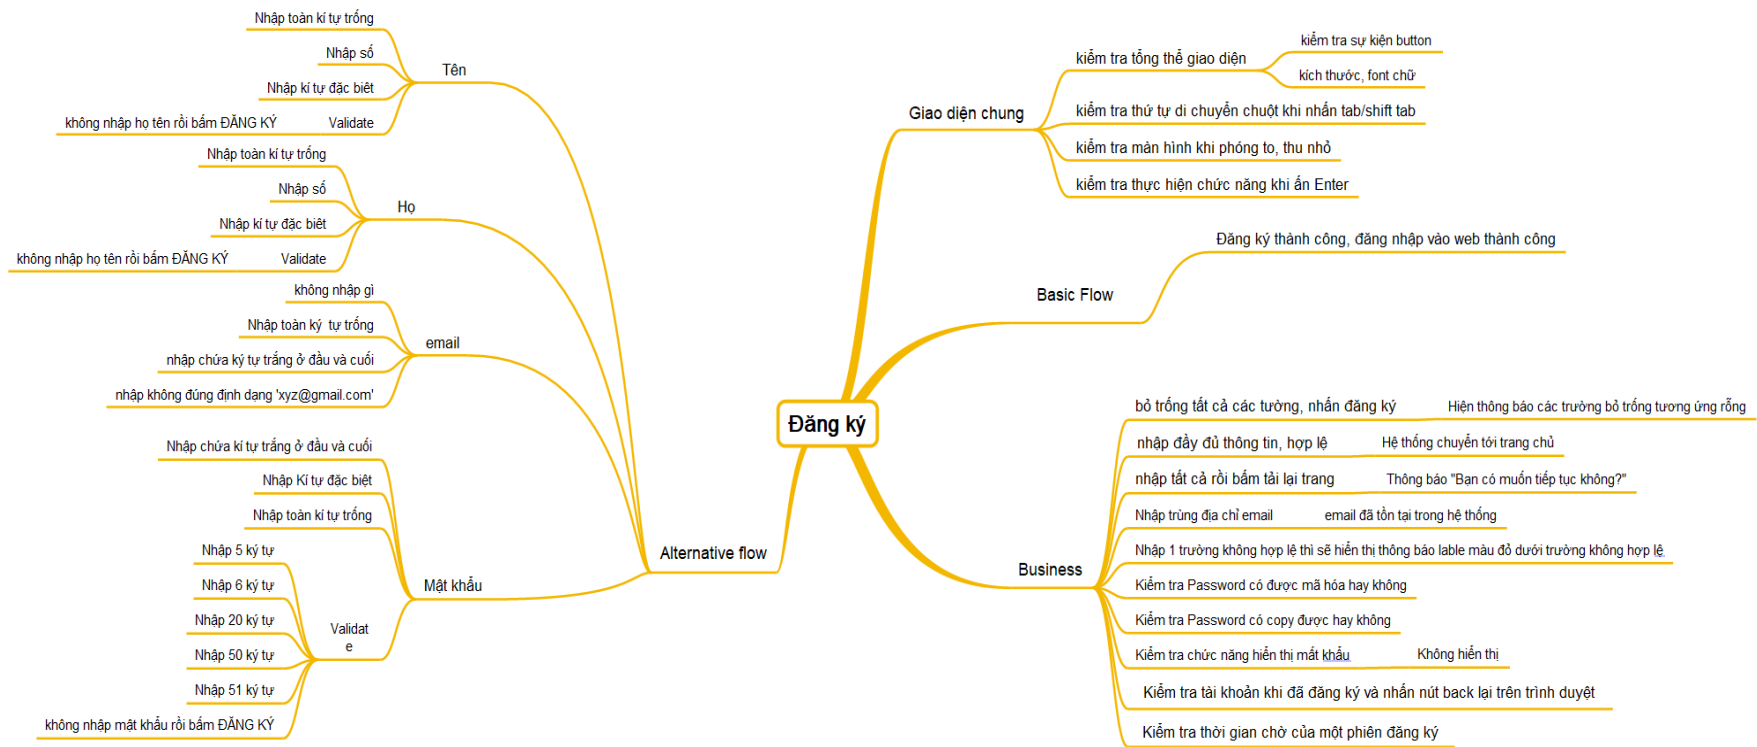 Đăng ký
Giao diện chung
kiểm tra tổng thể giao diện
kiểm tra sự kiện button
kích thước, font chữ
kiểm tra thứ tự di chuyển chuột khi nhấn tab/shift tab
kiểm tra màn hình khi phóng to, thu nhỏ
kiểm tra thực hiện chức năng khi ấn Enter
Basic Flow
Đăng ký thành công, đăng nhập vào web thành công
Business
bỏ trống tất cả các tường, nhấn đăng ký
Hiện thông báo các trường bỏ trống tương ứng rỗng
nhập đầy đủ thông tin, hợp lệ
Hệ thống chuyển tới trang chủ
nhập tất cả rồi bấm tải lại trang
Thông báo "Bạn có muốn tiếp tục không?"
Nhập trùng địa chỉ email
email đã tồn tại trong hệ thống
Nhập 1 trường không hợp lệ thì sẽ hiển thị thông báo lable màu đỏ dưới trường không hợp lệ
Kiểm tra Password có được mã hóa hay không
Kiểm tra Password có copy được hay không
Kiểm tra chức năng hiển thị mất khẩu
Không hiển thị
Kiểm tra tài khoản khi đã đăng ký và nhấn nút back lại trên trình duyệt
Kiểm tra thời gian chờ của một phiên đăng ký
Alternative flow
Tên
Nhập toàn kí tự trống
Nhập số
Nhập kí tự đặc biêt
Validate
không nhập họ tên rồi bấm ĐĂNG KÝ
Họ
Nhập toàn kí tự trống
Nhập số
Nhập kí tự đặc biêt
Validate
không nhập họ tên rồi bấm ĐĂNG KÝ
email
không nhập gì
Nhập toàn ký  tự trống
nhập chứa ký tự trắng ở đầu và cuối
nhập không đúng định dạng 'xyz@gmail.com'
Mật khẩu
Nhập chứa kí tự trắng ở đầu và cuối
Nhập Kí tự đặc biệt
Nhập toàn kí tự trống
Validat
e
Nhập 5 ký tự
Nhập 6 ký tự
Nhập 20 ký tự
Nhập 50 ký tự
Nhập 51 ký tự
không nhập mật khẩu rồi bấm ĐĂNG KÝ